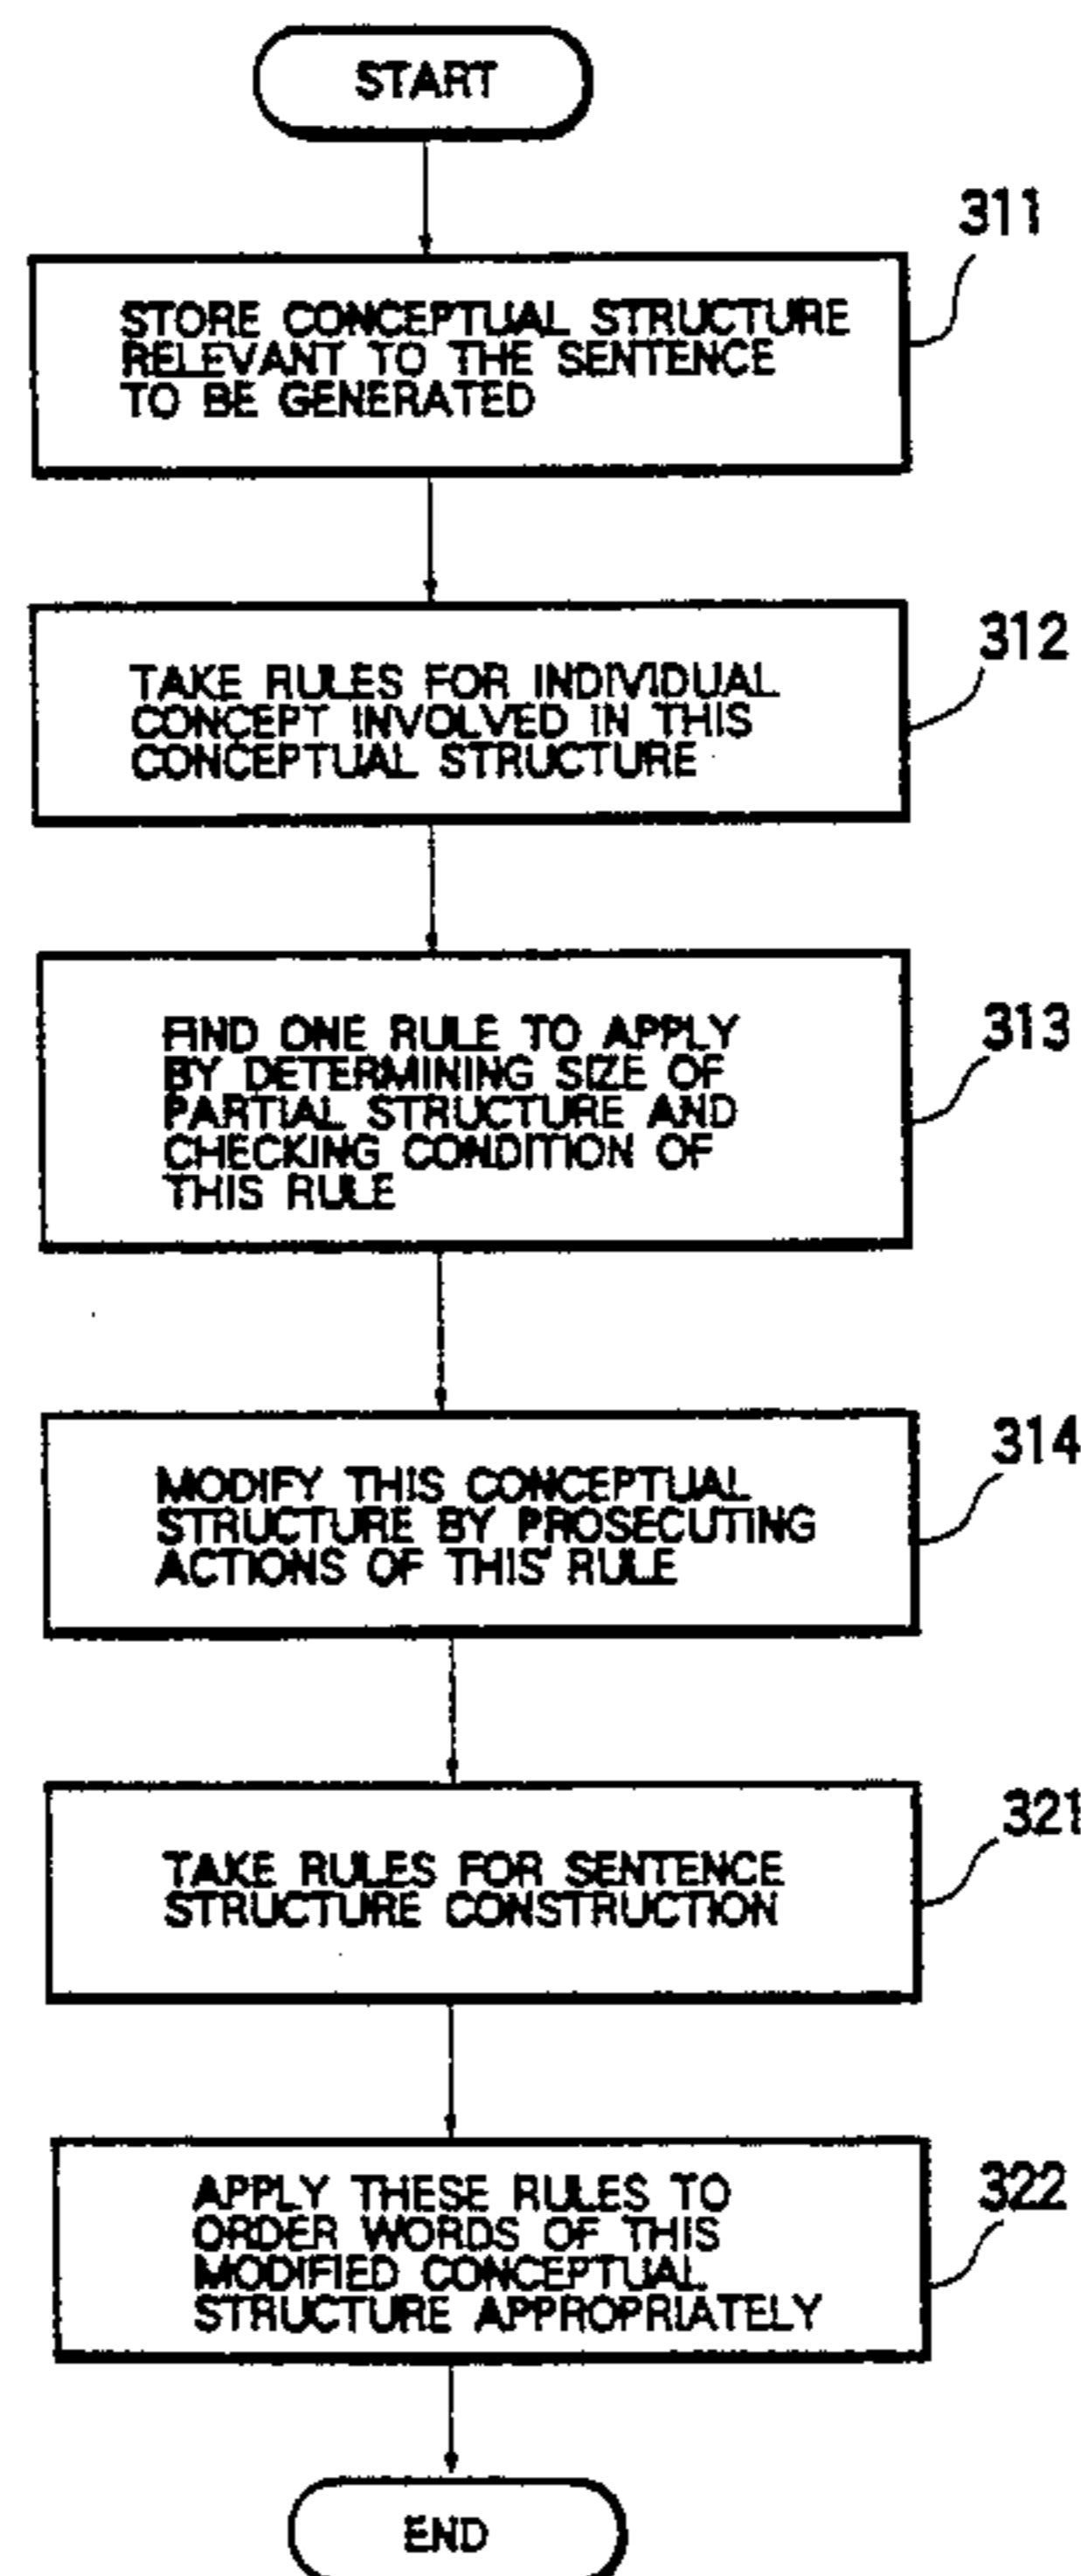 START
311
STORE CONCEPTUAL STRUCTURE
RELEVANT TO THE SENTENCE
TO BE GENERATED
312
TAKE RULES FOR INDIVIDUAL
CONCEPT INVOLVED IN THIS
CONCEPTUAL STRUCTURE
313
FIND ONE RULE TO APPLY
BY DETERMINING SIZE OF
PARTIAL STRUCTURE AND
CHECKING CONDITION OF
THIS RULE
314
MODIFY THIS CONCEPTUAL
STRUCTURE BY PROSECUTING
ACTIONS OF THIS RULE
321
TAKE RULES FOR SENTENCE
STRUCTURE CONSTRUCTION
322
APPLY THESE RULES TO
ORDER WORDS OF THIS
MODIFIED CONCEPTUAL
STRUCTURE APPROPRIATELY
END